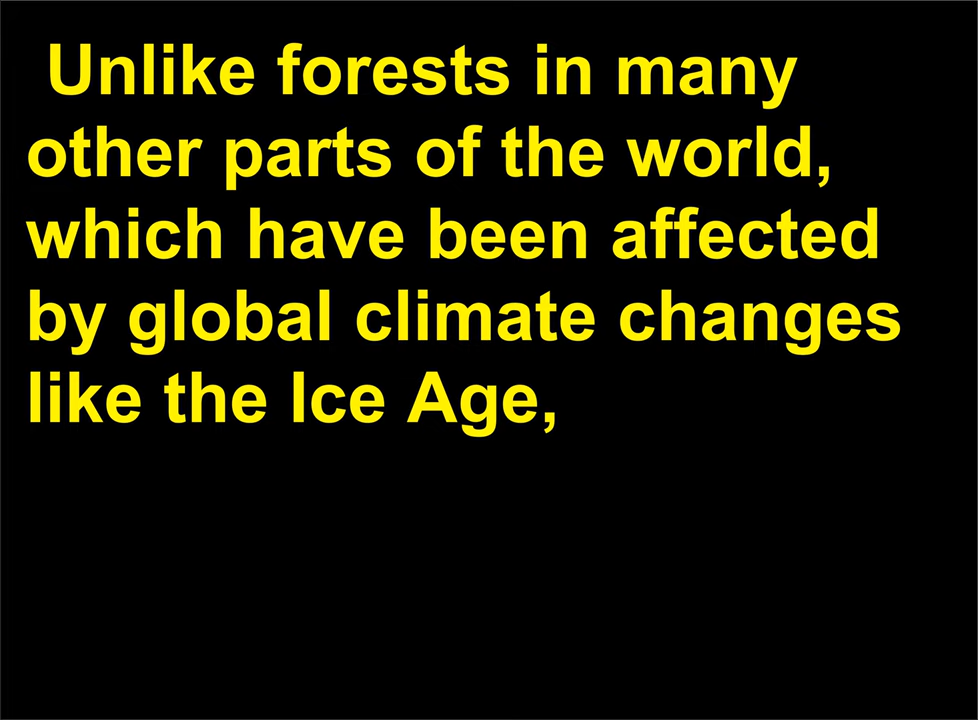 Unlike forests in many
other parts of the world,
which have been affected
by global climate changes
like the Ice Age,